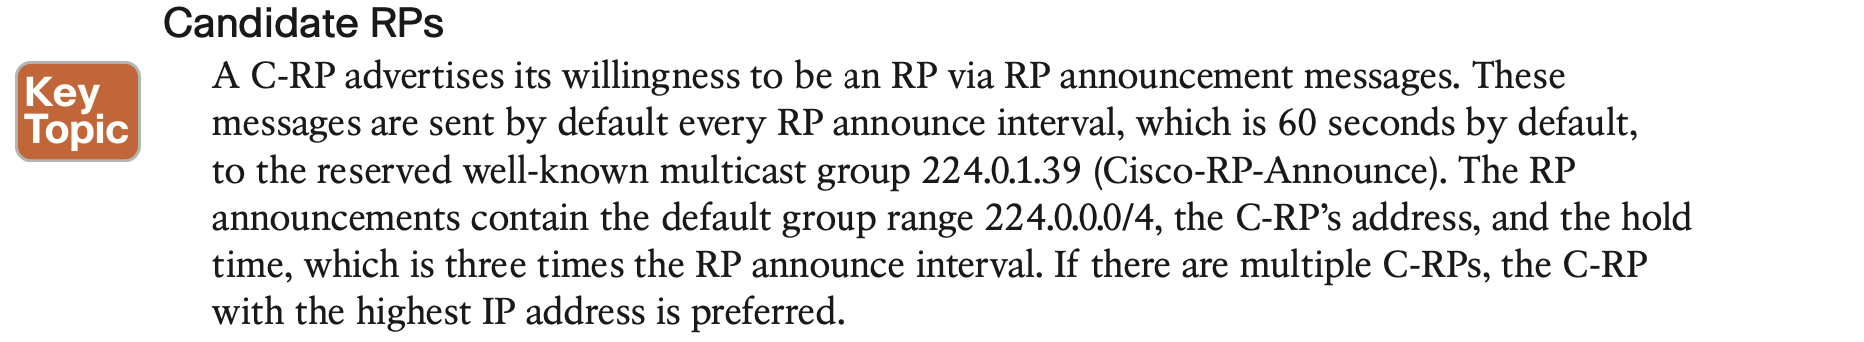 Candidate RPs
Key
Topic
A C-RP advertises its willingness to be an RP via RP announcement messages. These
messages are sent by default every RP announce interval, which is 60 seconds by default,
to the reserved well-known multicast group 224.0.1.39 (Cisco-RP-Announce). The RP
announcements contain the default group range 224.0.0.0/4, the C-RP’s address, and the hold
time, which is three times the RP announce interval. If there are multiple C-RPs, the C-RP
with the highest IP address is preferred.